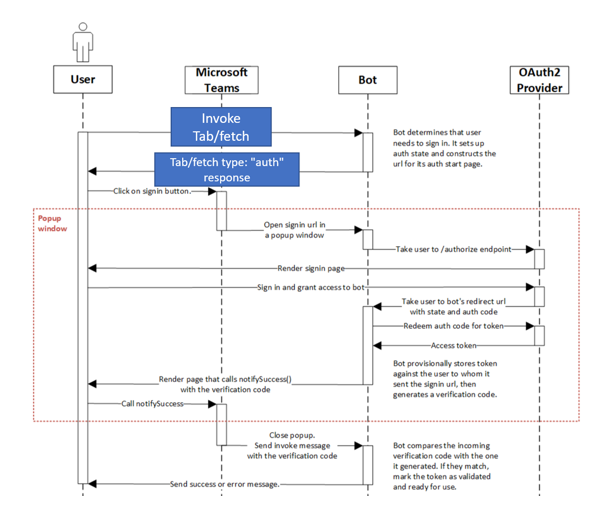 User
Microsoft
Teams
Bot
OAuth2
Provider
Invoke
Tab/fetch
Bot determines that user
needs to sign in. It sets up
auth state and constructs the
url for its auth start page.
Tab/fetch type: "auth"
response
Click on signin button.
Popup
window
Open signin url in
a popup window
Take user to /authorize endpoint
Render signin page
Sign in and grant access to bot
Take user to bot's redirect url
with state and auth code
Redeem auth code for token
Access token
Bot provisionally stores token
against the user to whom it
sent the signin url, then
generates a verification code.
Render page that calls notifySuccess()
with the verification code
Call notifySuccess
Close popup.
Send invoke message
with the verification code
Bot compares the incoming
verification code with the one
it generated. If they match,
mark the token as validated
and ready for use.
Send success or error message.